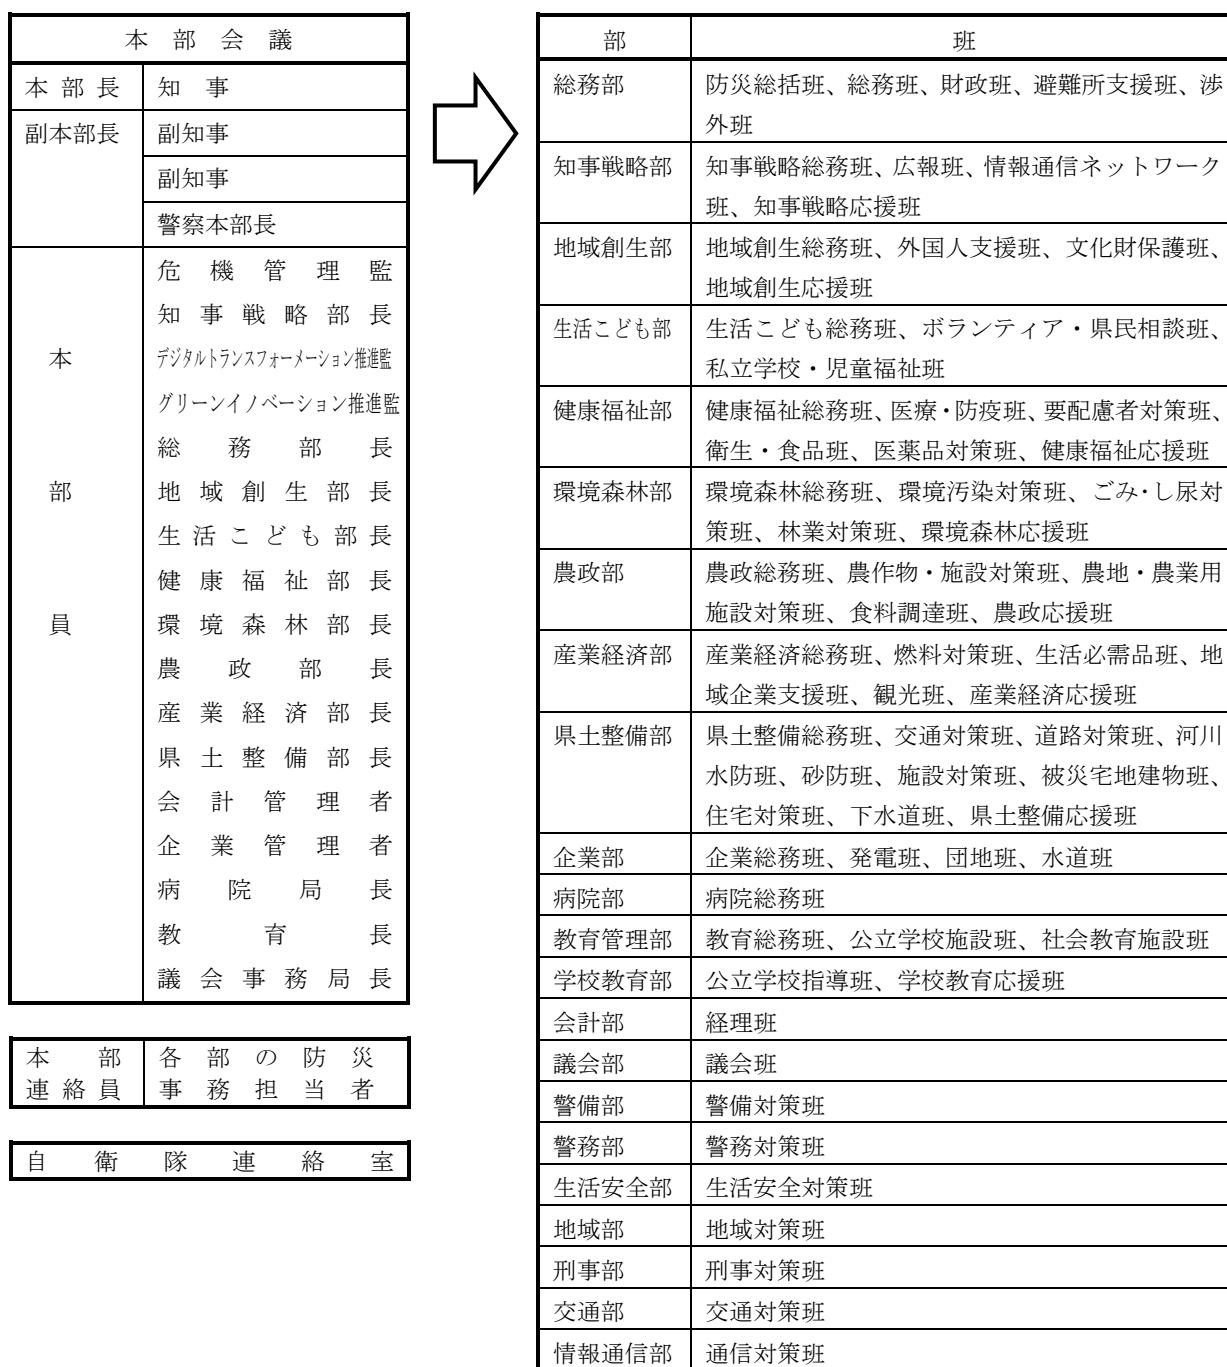 本部会議
本部長 知事
副本部長 副知事
副知事
警察本部長
本部員
危機管理監
知事戦略部長
デジタルトランスフォーメーション推進監
グリーンイノベーション推進監
総務部長
地域創生部長
生活こども部長
健康福祉部長
環境森林部長
農政部長
産業経済部長
県土整備部長
会計管理者
企業管理者
病院局長
教育長
議会事務局長
本部 各部の防災
連絡員 事務担当者
自衛隊連絡室
部 班
総務部 防災総括班、総務班、財政班、避難所支援班、渉
外班
知事戦略部 知事戦略総務班、広報班、情報通信ネットワーク
班、知事戦略応援班
地域創生部 地域創生総務班、外国人支援班、文化財保護班、
地域創生応援班
生活こども部 生活こども総務班、ボランティア・県民相談班、
私立学校・児童福祉班
健康福祉部 健康福祉総務班、医療・防疫班、要配慮者対策班、
衛生・食品班、医薬品対策班、健康福祉応援班
環境森林部 環境森林総務班、環境汚染対策班、ごみ・し尿対
策班、林業対策班、環境森林応援班
農政部 農政総務班、農作物・施設対策班、農地・農業用
施設対策班、食料調達班、農政応援班
産業経済部 産業経済総務班、燃料対策班、生活必需品班、地
域企業支援班、観光班、産業経済応援班
県土整備部 県土整備総務班、交通対策班、道路対策班、河川
水防班、砂防班、施設対策班、被災宅地建物班、
住宅対策班、下水道班、県土整備応援班
企業部 企業総務班、発電班、団地班、水道班
病院部 病院総務班
教育管理部 教育総務班、公立学校施設班、社会教育施設班
学校教育部 公立学校指導班、学校教育応援班
会計部 経理班
議会部 議会班
警備部 警備対策班
警務部 警務対策班
生活安全部 生活安全対策班
地域部 地域対策班
刑事部 刑事対策班
交通部 交通対策班
情報通信部 通信対策班